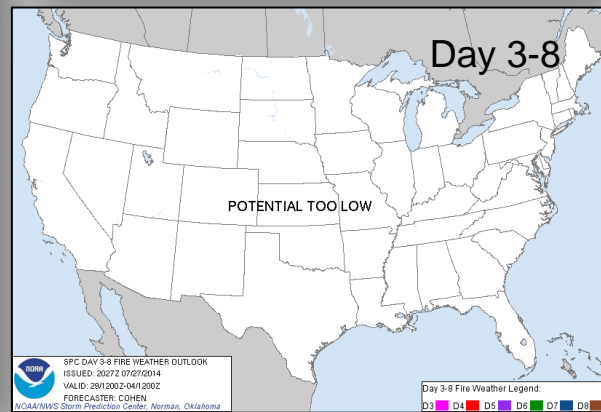 Day 3-8
POTENTIAL TOO LOW
NOAA
SPC DAY 3-8 FIRE WEATHER OUTLOOK
ISSUED: 2027Z 07/27/2014
VALID: 29/1200Z-04/1200Z
FORECASTER: COHEN
NOAA/NWS Storm Prediction Center, Norman, Oklahoma
Day 3-8 Fire Weather Legend:
D3 D4 D5 D6 D7 D8